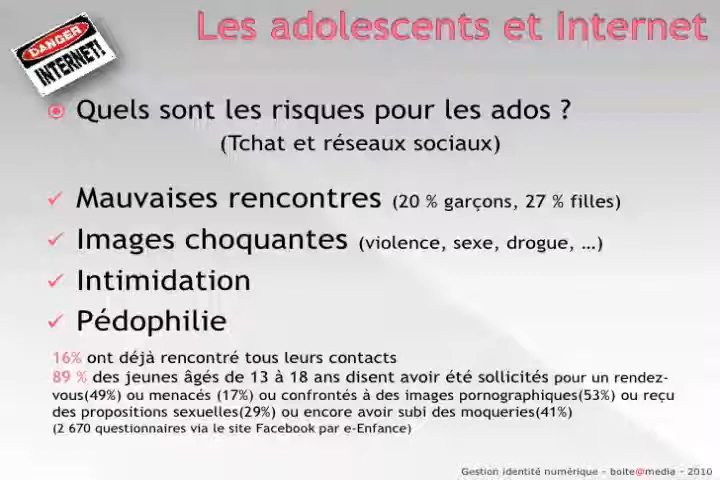 Les adolescents et Internet
DANGER
INTERNET!
Quels sont les risques pour les ados ?
(Tchat et réseaux sociaux)
Mauvaises rencontres (20 % garçons, 27 % filles)
Images choquantes (violence, sexe, drogue, …)
Intimidation
Pédophilie
16% ont déjà rencontré tous leurs contacts
89 % des jeunes âgés de 13 à 18 ans disent avoir été sollicités pour un rendez-
vous(49%) ou menacés (17%) ou confrontés à des images pornographiques(53%) ou reçu
des propositions sexuelles(29%) ou encore avoir subi des moqueries(41%)
(2 670 questionnaires via le site Facebook par e-Enfance)
Gestion identité numérique - boite@media - 2010